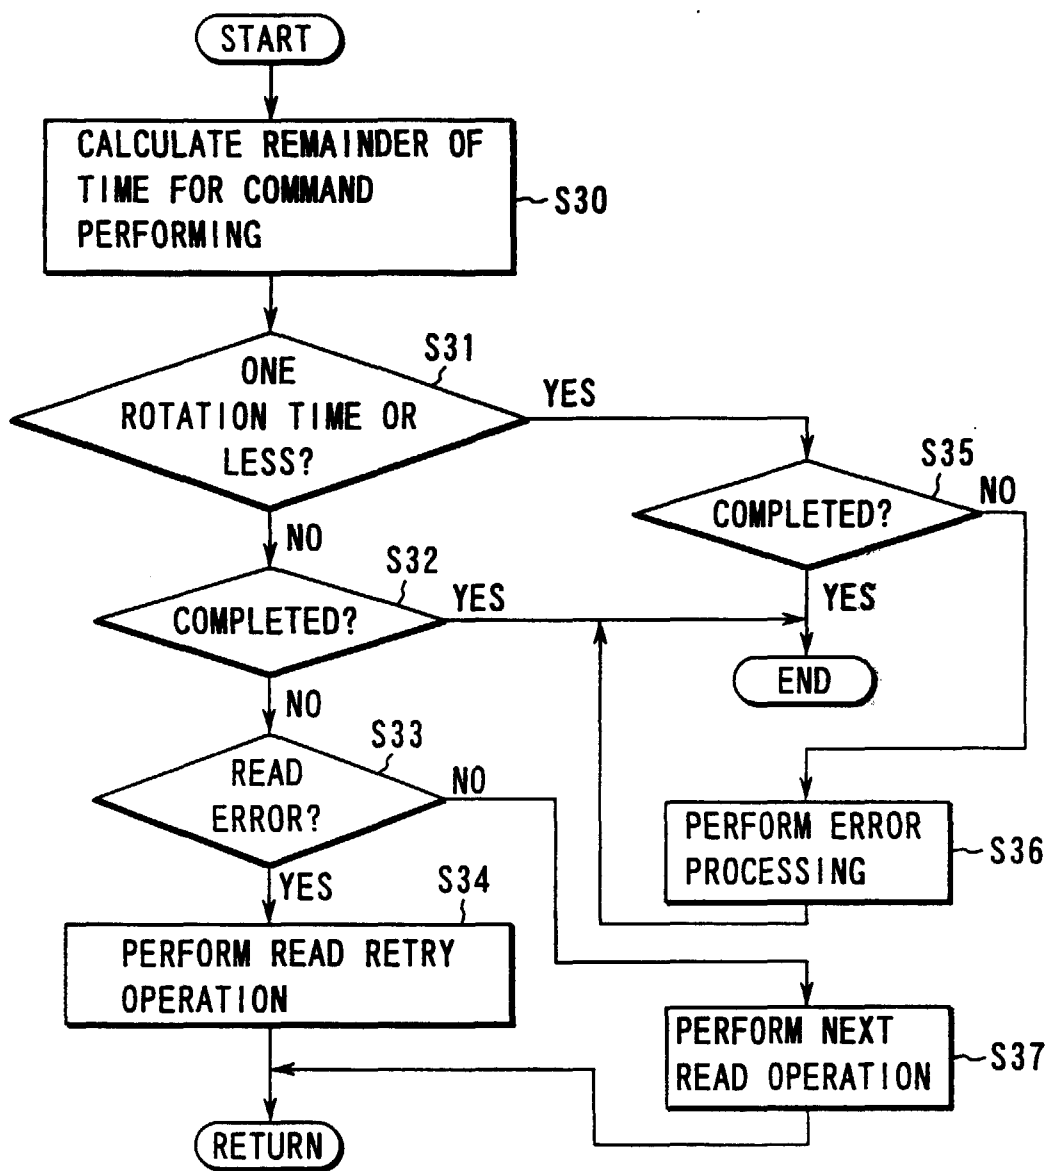 START
CALCULATE REMAINDER OF
TIME FOR COMMAND
PERFORMING
S30
S31
ONE
ROTATION TIME OR
LESS?
YES
NO
S35
COMPLETED?
NO
YES
S32
COMPLETED?
YES
NO
END
S33
READ
ERROR?
NO
YES
PERFORM ERROR
PROCESSING
S36
S34
PERFORM READ RETRY
OPERATION
PERFORM NEXT
READ OPERATION
S37
RETURN